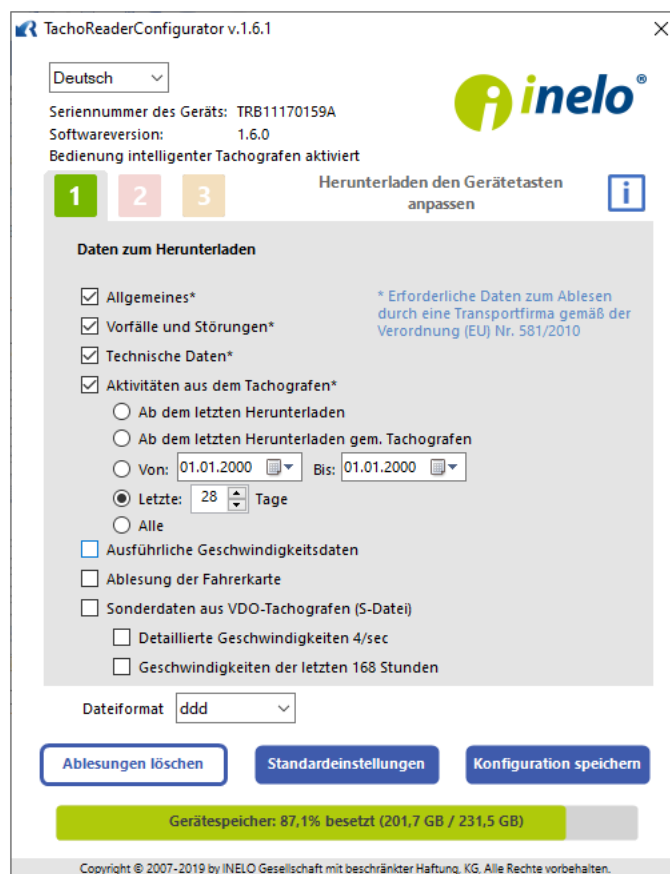 TachoReaderConfigurator v.1.6.1
Deutsch
inelo®
Seriennummer des Geräts: TRB11170159A
Softwareversion: 1.6.0
Bedienung intelligenter Tachografen aktiviert
1 2 3
Herunterladen den Gerätetasten
anpassen
i
Daten zum Herunterladen
Allgemeines*
* Erforderliche Daten zum Ablesen
durch eine Transportfirma gemäß der
Verordnung (EU) Nr. 581/2010
Vorfälle und Störungen*
Technische Daten*
Aktivitäten aus dem Tachografen*
Ab dem letzten Herunterladen
Ab dem letzten Herunterladen gem. Tachografen
Von: 01.01.2000 Bis: 01.01.2000
Letzte: 28 Tage
Alle
Ausführliche Geschwindigkeitsdaten
Ablesung der Fahrerkarte
Sonderdaten aus VDO-Tachografen (S-Datei)
Detaillierte Geschwindigkeiten 4/sec
Geschwindigkeiten der letzten 168 Stunden
Dateiformat ddd
Ablesungen löschen Standardeinstellungen Konfiguration speichern
Gerätespeicher: 87,1% besetzt (201,7 GB / 231,5 GB)
Copyright © 2007-2019 by INELO Gesellschaft mit beschränkter Haftung, KG, Alle Rechte vorbehalten.